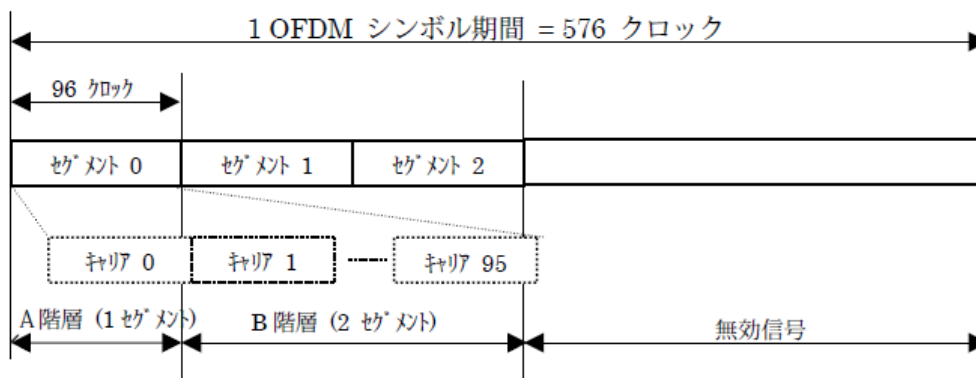 1 OFDM シンボル期間 = 576 クロック
96 ｸﾛｯｸ
ｾｸﾞﾒﾝﾄ 0 ｾｸﾞﾒﾝﾄ 1 ｾｸﾞﾒﾝﾄ 2
ｷｬﾘｱ 0 ｷｬﾘｱ 1 ｷｬﾘｱ 95
A階層 (1 ｾｸﾞﾒﾝﾄ) B 階層 (2 ｾｸﾞﾒﾝﾄ) 無効信号